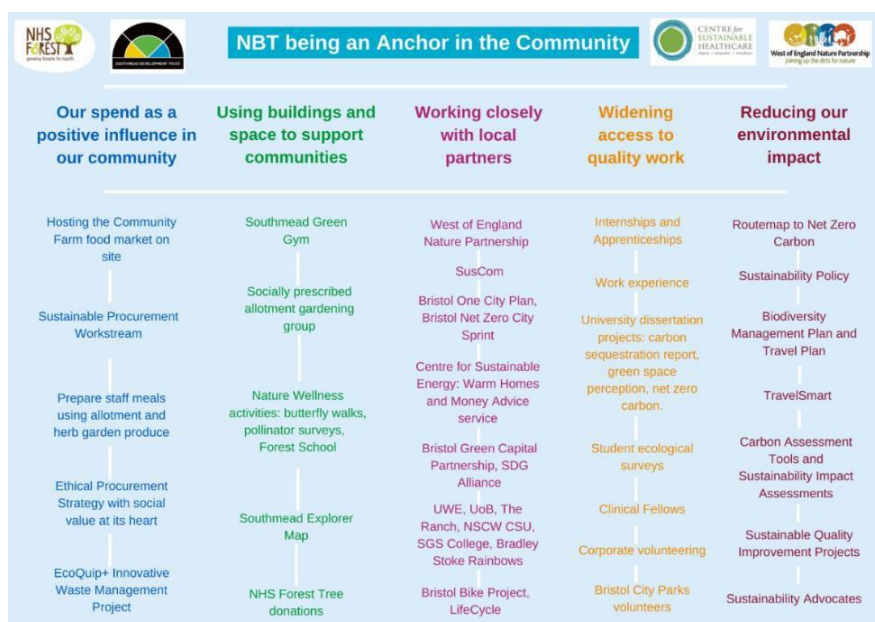 NHS
FOREST
growing forests for health
SOUTHMEAD DEVELOPMENT TRUST
NBT being an Anchor in the Community
CENTRE for
SUSTAINABLE
HEALTHCARE
West of England Nature Partnership
joining up the dots for nature
Our spend as a
positive influence in
our community
Hosting the Community
Farm food market on
site
Sustainable Procurement
Workstream
Prepare staff meals
using allotment and
herb garden produce
Ethical Procurement
Strategy with social
value at its heart
EcoQuip+ Innovative
Waste Management
Project
Using buildings and
space to support
communities
Southmead Green
Gym
Socially prescribed
allotment gardening
group
Nature Wellness
activities: butterfly walks,
pollinator surveys,
Forest School
Southmead Explorer
Map
NHS Forest Tree
donations
Working closely
with local
partners
West of England
Nature Partnership
SusCom
Bristol One City Plan,
Bristol Net Zero City
Sprint
Centre for Sustainable
Energy: Warm Homes
and Money Advice
service
Bristol Green Capital
Partnership, SDG
Alliance
UWE, UoB, The
Ranch, NSCW CSU,
SGS College, Bradley
Stoke Rainbows
Bristol Bike Project,
LifeCycle
Widening
access to
quality work
Internships and
Apprenticeships
Work experience
University dissertation
projects: carbon
sequestration report,
green space
perception, net zero
carbon.
Student ecological
surveys
Clinical Fellows
Corporate volunteering
Bristol City Parks
volunteers
Reducing our
environmental
impact
Routemap to Net Zero
Carbon
Sustainability Policy
Biodiversity
Management Plan and
Travel Plan
TravelSmart
Carbon Assessment
Tools and
Sustainability Impact
Assessments
Sustainable Quality
Improvement Projects
Sustainability Advocates